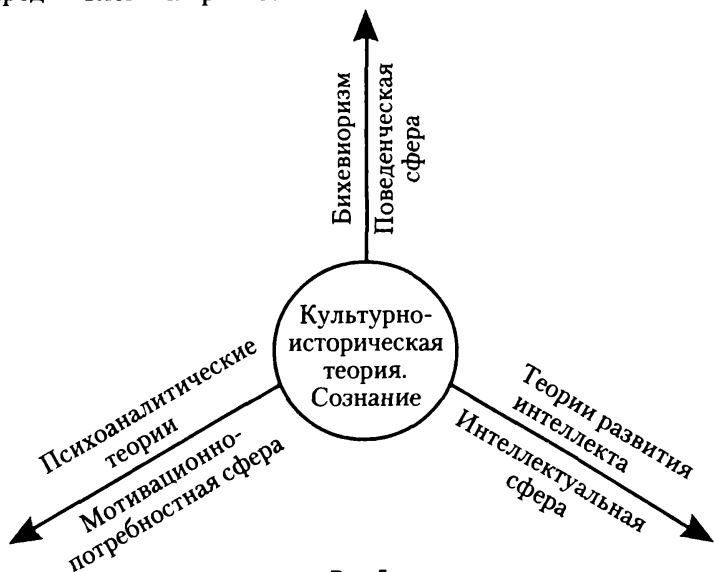 Бихевиоризм
Поведенческая
сфера
Культурно-
историческая
теория.
Сознание
Психоаналитические
теории
Мотивационно-
потребностная сфера
Теории развития
интеллекта
Интеллектуальная
сфера